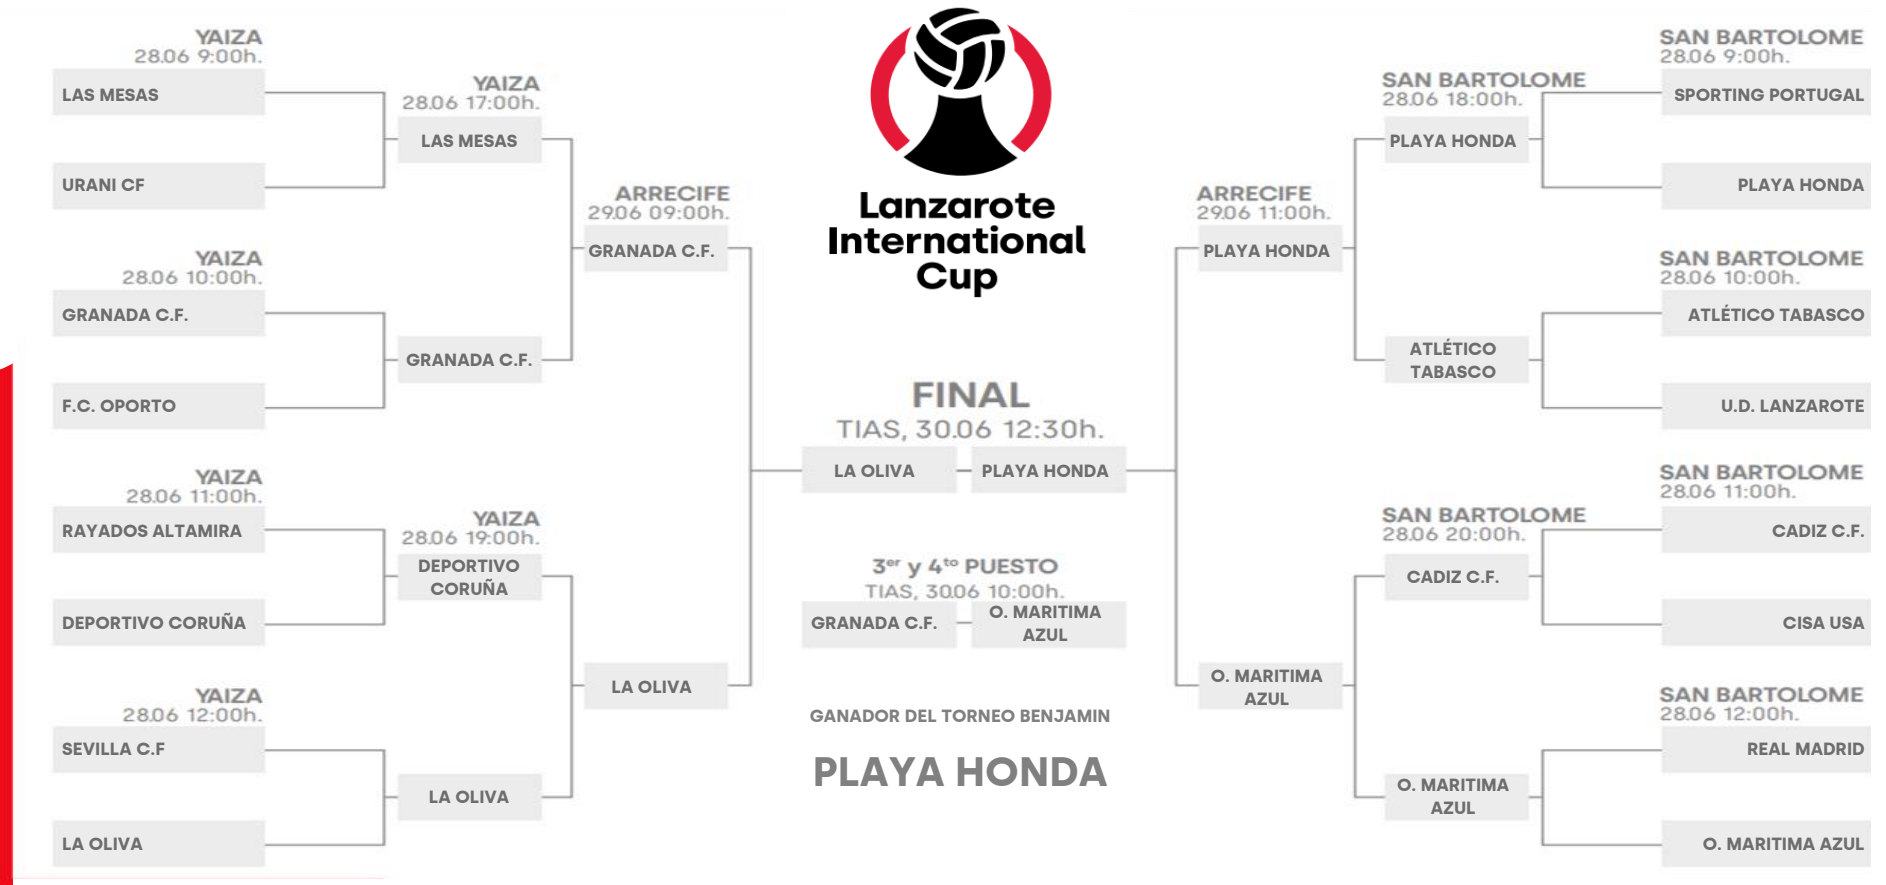 YAIZA
28.06 9:00h.
LAS MESAS
URANI CF
YAIZA
28.06 10:00h.
GRANADA C.F.
F.C. OPORTO
YAIZA
28.06 11:00h.
RAYADOS ALTAMIRA
DEPORTIVO CORUÑA
YAIZA
28.06 12:00h.
SEVILLA C.F
LA OLIVA
YAIZA
28.06 17:00h.
LAS MESAS
GRANADA C.F.
YAIZA
28.06 19:00h.
DEPORTIVO
CORUÑA
LA OLIVA
ARRECIFE
29.06 09:00h.
GRANADA C.F.
LA OLIVA
Lanzarote
International
Cup
FINAL
TIAS, 30.06 12:30h.
LA OLIVA
PLAYA HONDA
3er y 4to PUESTO
TIAS, 30.06 10:00h.
GRANADA C.F.
O. MARITIMA
AZUL
GANADOR DEL TORNEO BENJAMIN
PLAYA HONDA
ARRECIFE
29.06 11:00h.
PLAYA HONDA
O. MARITIMA
AZUL
SAN BARTOLOME
28.06 18:00h.
PLAYA HONDA
ATLÉTICO
TABASCO
SAN BARTOLOME
28.06 20:00h.
CADIZ C.F.
O. MARITIMA
AZUL
SAN BARTOLOME
28.06 9:00h.
SPORTING PORTUGAL
PLAYA HONDA
SAN BARTOLOME
28.06 10:00h.
ATLÉTICO TABASCO
U.D. LANZAROTE
SAN BARTOLOME
28.06 11:00h.
CADIZ C.F.
CISA USA
SAN BARTOLOME
28.06 12:00h.
REAL MADRID
O. MARITIMA AZUL